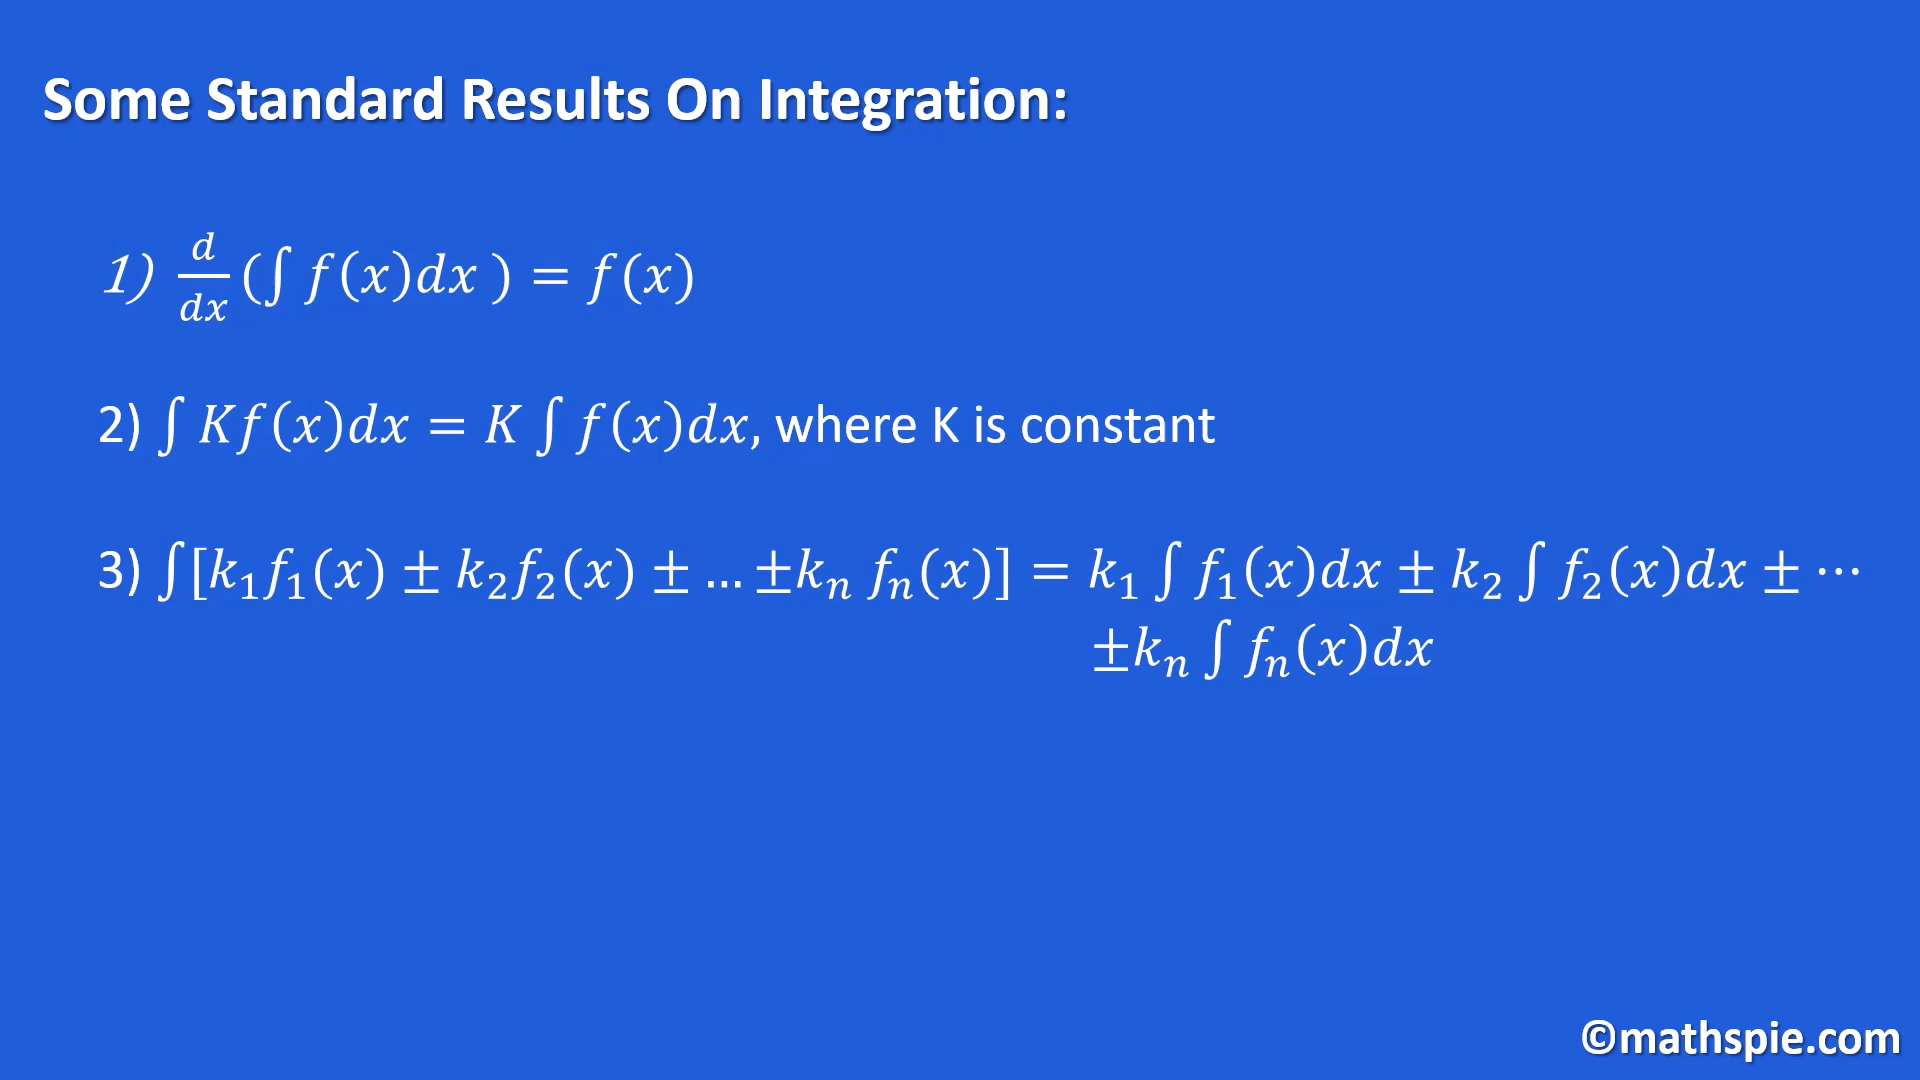 Some Standard Results On Integration:
1) d/dx (∫ f(x)dx ) = f(x)
2) ∫ Kf(x)dx = K ∫ f(x)dx, where K is constant
3) ∫[k₁f₁(x) ± k₂f₂(x) ± … ±kₙ fₙ(x)] = k₁ ∫ f₁(x)dx ± k₂ ∫ f₂(x)dx ± ⋯
±kₙ ∫ fₙ(x)dx
©mathspie.com